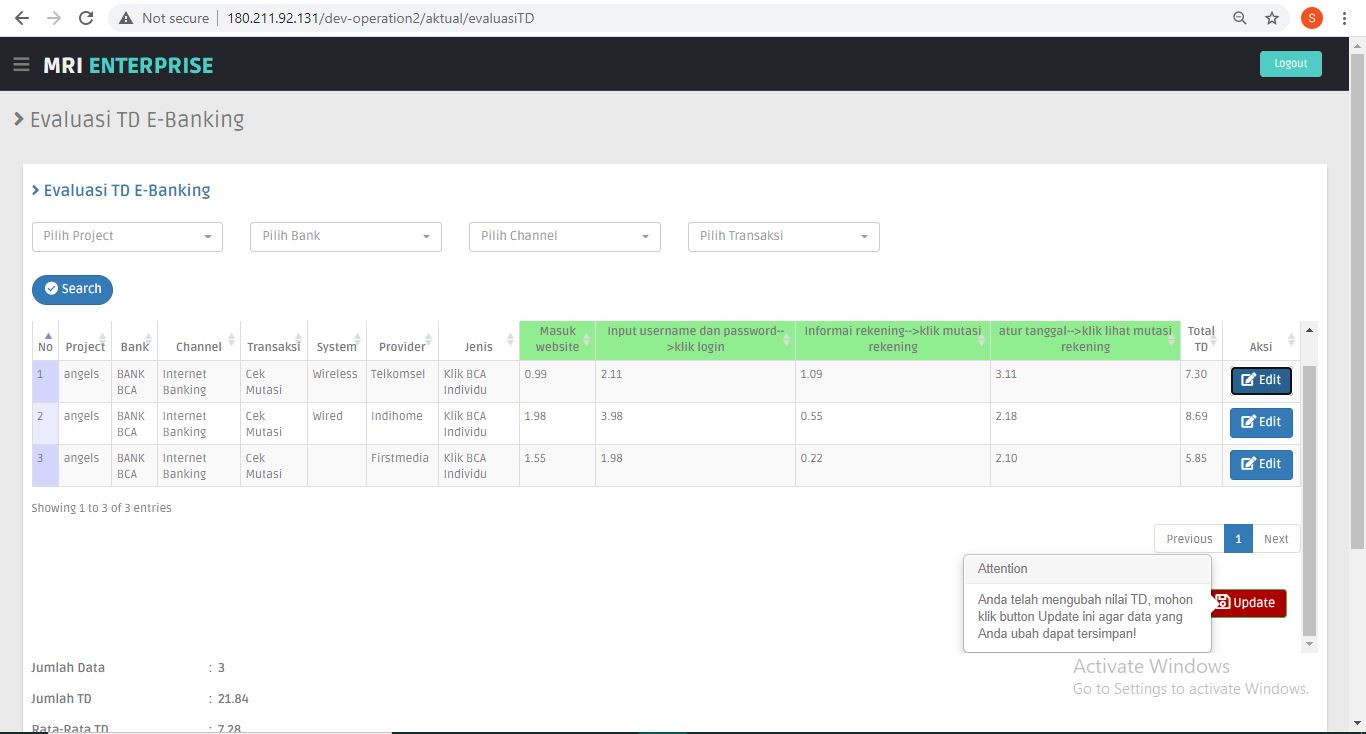 Not secure | 180.211.92.131/dev-operation2/aktual/evaluasiTD
S
MRI ENTERPRISE
Logout
Evaluasi TD E-Banking
Evaluasi TD E-Banking
Pilih Project Pilih Bank Pilih Channel Pilih Transaksi
Search
No Project Bank Channel Transaksi System Provider Jenis Masuk website Input username dan password-->klik login Informai rekening-->klik mutasi rekening atur tanggal-->klik lihat mutasi rekening Total TD Aksi
1 angels BANK BCA Internet Banking Cek Mutasi Wireless Telkomsel Klik BCA Individu 0.99 2.11 1.09 3.11 7.30 Edit
2 angels BANK BCA Internet Banking Cek Mutasi Wired Indihome Klik BCA Individu 1.98 3.98 0.55 2.18 8.69 Edit
3 angels BANK BCA Internet Banking Cek Mutasi Firstmedia Klik BCA Individu 1.55 1.98 0.22 2.10 5.85 Edit
Showing 1 to 3 of 3 entries
Previous 1 Next
Attention
Anda telah mengubah nilai TD, mohon
klik button Update ini agar data yang
Anda ubah dapat tersimpan!
Update
Jumlah Data : 3
Jumlah TD : 21.84
Rata-Rata TD : 7.28
Activate Windows
Go to Settings to activate Windows.